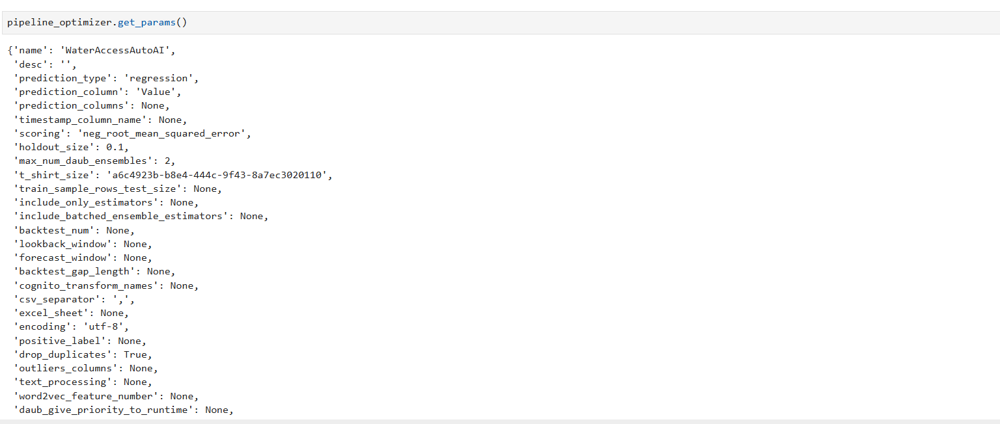 pipeline_optimizer.get_params()
{'name': 'WaterAccessAutoAI',
 'desc': '',
 'prediction_type': 'regression',
 'prediction_column': 'Value',
 'prediction_columns': None,
 'timestamp_column_name': None,
 'scoring': 'neg_root_mean_squared_error',
 'holdout_size': 0.1,
 'max_num_daub_ensembles': 2,
 't_shirt_size': 'a6c4923b-b8e4-444c-9f43-8a7ec3020110',
 'train_sample_rows_test_size': None,
 'include_only_estimators': None,
 'include_batched_ensemble_estimators': None,
 'backtest_num': None,
 'lookback_window': None,
 'forecast_window': None,
 'backtest_gap_length': None,
 'cognito_transform_names': None,
 'csv_separator': ',',
 'excel_sheet': None,
 'encoding': 'utf-8',
 'positive_label': None,
 'drop_duplicates': True,
 'outliers_columns': None,
 'text_processing': None,
 'word2vec_feature_number': None,
 'daub_give_priority_to_runtime': None,